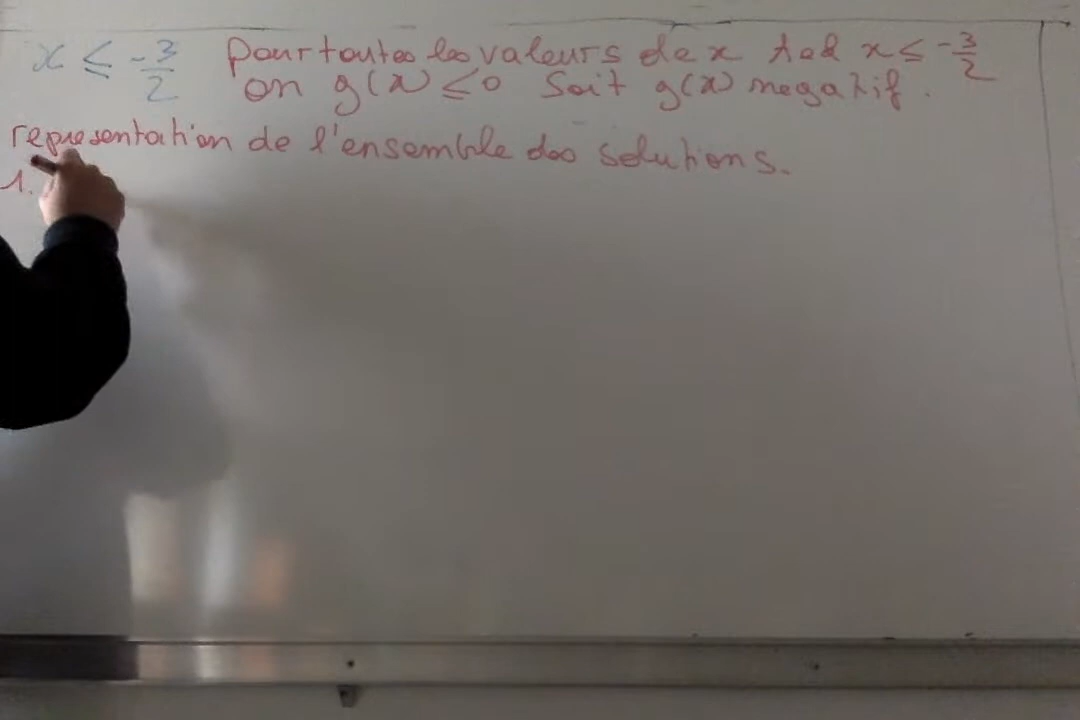 x ≤ -3/2 Pour toutes les valeurs de x tel x ≤ -3/2
on g(x) ≤ 0 Soit g(x) negatif.
representation de l'ensemble des solutions.
1.